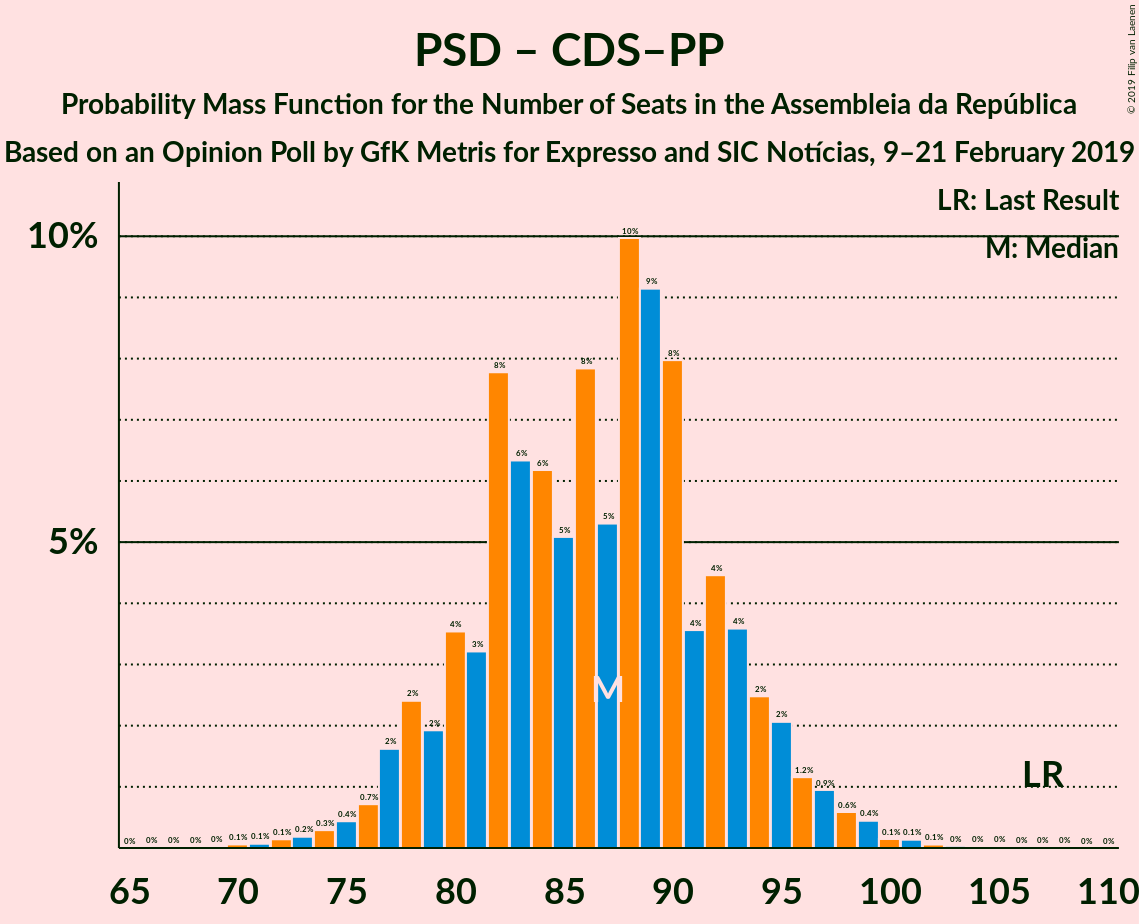 PSD – CDS–PP
Probability Mass Function for the Number of Seats in the Assembleia da República
Based on an Opinion Poll by GfK Metris for Expresso and SIC Notícias, 9–21 February 2019
© 2019 Filip van Laenen
LR: Last Result
M: Median
10%
5%
0% 0% 0% 0% 0% 0.1% 0.1% 0.1% 0.2% 0.3% 0.4% 0.7% 2% 2% 2% 4% 3% 8% 6% 6% 5% 8% 5% 10% 9% 8% 4% 4% 4% 2% 2% 1.2% 0.9% 0.6% 0.4% 0.1% 0.1% 0.1% 0% 0% 0% 0% 0% 0% 0% 0%
M
LR
65 70 75 80 85 90 95 100 105 110